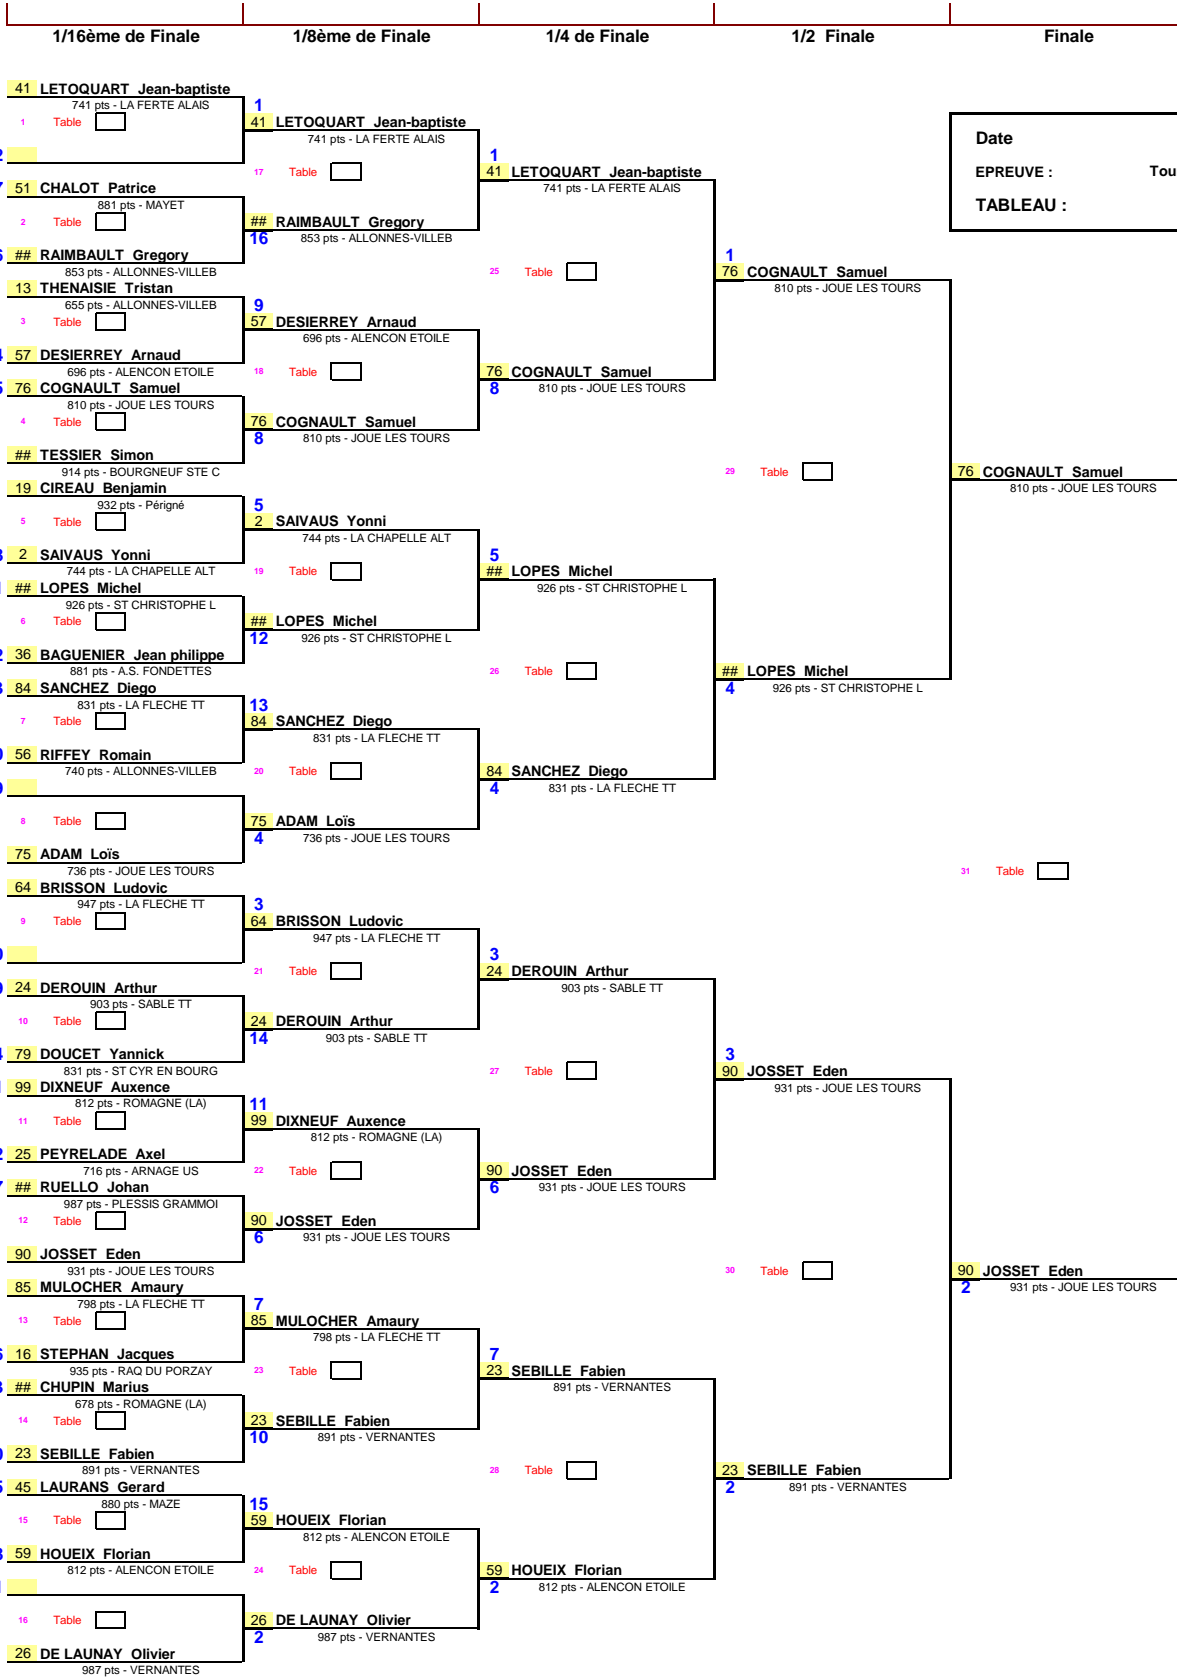 1/16ème de Finale 1/8ème de Finale 1/4 de Finale 1/2 Finale Finale
41 LETOQUART Jean-baptiste
741 pts - LA FERTE ALAIS
1 Table
51 CHALOT Patrice
881 pts - MAYET
2 Table
## RAIMBAULT Gregory
853 pts - ALLONNES-VILLEB
13 THENAISIE Tristan
655 pts - ALLONNES-VILLEB
3 Table
57 DESIERREY Arnaud
696 pts - ALENCON ETOILE
76 COGNAULT Samuel
810 pts - JOUE LES TOURS
4 Table
## TESSIER Simon
914 pts - BOURGNEUF STE C
19 CIREAU Benjamin
932 pts - Périgné
5 Table
2 SAIVAUS Yonni
744 pts - LA CHAPELLE ALT
## LOPES Michel
926 pts - ST CHRISTOPHE L
6 Table
36 BAGUENIER Jean philippe
881 pts - A.S. FONDETTES
84 SANCHEZ Diego
831 pts - LA FLECHE TT
7 Table
56 RIFFEY Romain
740 pts - ALLONNES-VILLEB
8 Table
75 ADAM Loïs
736 pts - JOUE LES TOURS
64 BRISSON Ludovic
947 pts - LA FLECHE TT
9 Table
24 DEROUIN Arthur
903 pts - SABLE TT
10 Table
79 DOUCET Yannick
831 pts - ST CYR EN BOURG
99 DIXNEUF Auxence
812 pts - ROMAGNE (LA)
11 Table
25 PEYRELADE Axel
716 pts - ARNAGE US
## RUELLO Johan
987 pts - PLESSIS GRAMMOI
12 Table
90 JOSSET Eden
931 pts - JOUE LES TOURS
85 MULOCHER Amaury
798 pts - LA FLECHE TT
13 Table
16 STEPHAN Jacques
935 pts - RAQ DU PORZAY
## CHUPIN Marius
678 pts - ROMAGNE (LA)
14 Table
23 SEBILLE Fabien
891 pts - VERNANTES
45 LAURANS Gerard
880 pts - MAZE
15 Table
59 HOUEIX Florian
812 pts - ALENCON ETOILE
16 Table
26 DE LAUNAY Olivier
987 pts - VERNANTES
1
41 LETOQUART Jean-baptiste
741 pts - LA FERTE ALAIS
17 Table
## RAIMBAULT Gregory
16 853 pts - ALLONNES-VILLEB
9
57 DESIERREY Arnaud
696 pts - ALENCON ETOILE
18 Table
76 COGNAULT Samuel
8 810 pts - JOUE LES TOURS
5
2 SAIVAUS Yonni
744 pts - LA CHAPELLE ALT
19 Table
## LOPES Michel
12 926 pts - ST CHRISTOPHE L
13
84 SANCHEZ Diego
831 pts - LA FLECHE TT
20 Table
75 ADAM Loïs
4 736 pts - JOUE LES TOURS
3
64 BRISSON Ludovic
947 pts - LA FLECHE TT
21 Table
24 DEROUIN Arthur
14 903 pts - SABLE TT
11
99 DIXNEUF Auxence
812 pts - ROMAGNE (LA)
22 Table
90 JOSSET Eden
6 931 pts - JOUE LES TOURS
7
85 MULOCHER Amaury
798 pts - LA FLECHE TT
23 Table
23 SEBILLE Fabien
10 891 pts - VERNANTES
15
59 HOUEIX Florian
812 pts - ALENCON ETOILE
24 Table
26 DE LAUNAY Olivier
2 987 pts - VERNANTES
1
41 LETOQUART Jean-baptiste
741 pts - LA FERTE ALAIS
25 Table
76 COGNAULT Samuel
8 810 pts - JOUE LES TOURS
5
## LOPES Michel
926 pts - ST CHRISTOPHE L
26 Table
84 SANCHEZ Diego
4 831 pts - LA FLECHE TT
3
24 DEROUIN Arthur
903 pts - SABLE TT
27 Table
90 JOSSET Eden
6 931 pts - JOUE LES TOURS
7
23 SEBILLE Fabien
891 pts - VERNANTES
28 Table
59 HOUEIX Florian
2 812 pts - ALENCON ETOILE
1
76 COGNAULT Samuel
810 pts - JOUE LES TOURS
29 Table
## LOPES Michel
4 926 pts - ST CHRISTOPHE L
3
90 JOSSET Eden
931 pts - JOUE LES TOURS
30 Table
23 SEBILLE Fabien
2 891 pts - VERNANTES
Date
EPREUVE : Tou
TABLEAU :
76 COGNAULT Samuel
810 pts - JOUE LES TOURS
31 Table
90 JOSSET Eden
2 931 pts - JOUE LES TOURS